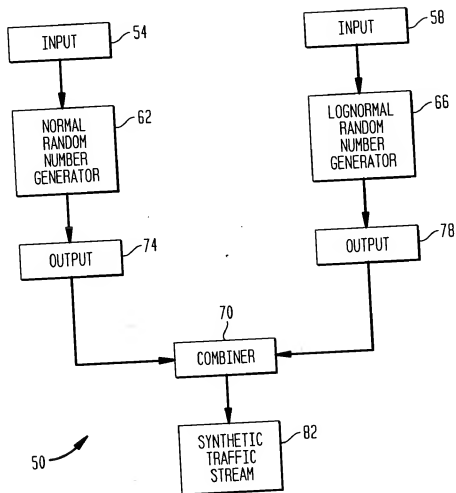 INPUT
54
INPUT
58
NORMAL
RANDOM
NUMBER
GENERATOR
62
LOGNORMAL
RANDOM
NUMBER
GENERATOR
66
OUTPUT
74
OUTPUT
78
70
COMBINER
SYNTHETIC
TRAFFIC
STREAM
82
50